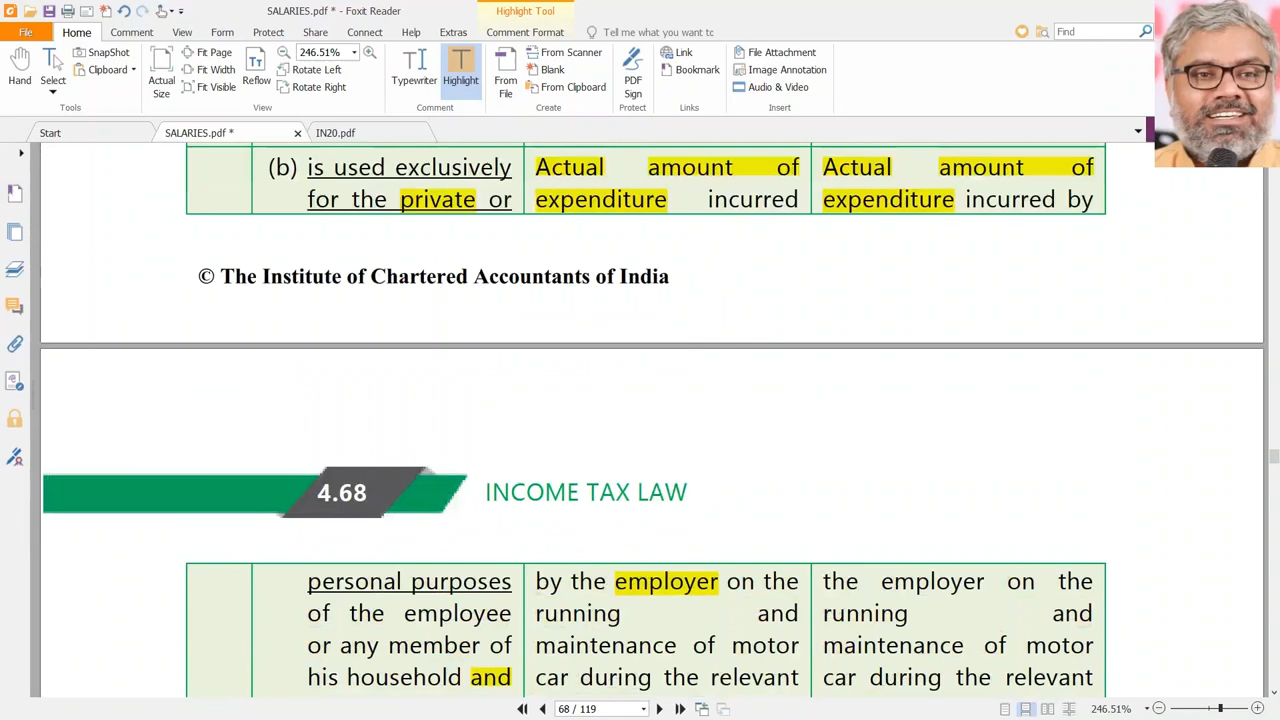 SALARIES.pdf * - Foxit Reader
Highlight Tool
File Home Comment View Form Protect Share Connect Help Extras Comment Format Tell me what you want to do
Find
Hand
Select
SnapShot
Clipboard
Tools
Actual Size
Fit Page
Fit Width
Fit Visible
Reflow
246.51%
Rotate Left
Rotate Right
View
Typewriter
Highlight
Comment
From File
From Scanner
Blank
From Clipboard
Create
PDF Sign
Protect
Link
Bookmark
Links
File Attachment
Image Annotation
Audio & Video
Insert
Start
SALARIES.pdf *
IN20.pdf
(b) is used exclusively
for the private or
Actual amount of
expenditure incurred
Actual amount of
expenditure incurred by
© The Institute of Chartered Accountants of India
4.68
INCOME TAX LAW
personal purposes
of the employee
or any member of
his household and
by the employer on the
running and
maintenance of motor
car during the relevant
the employer on the
running and
maintenance of motor
car during the relevant
68 / 119
246.51%